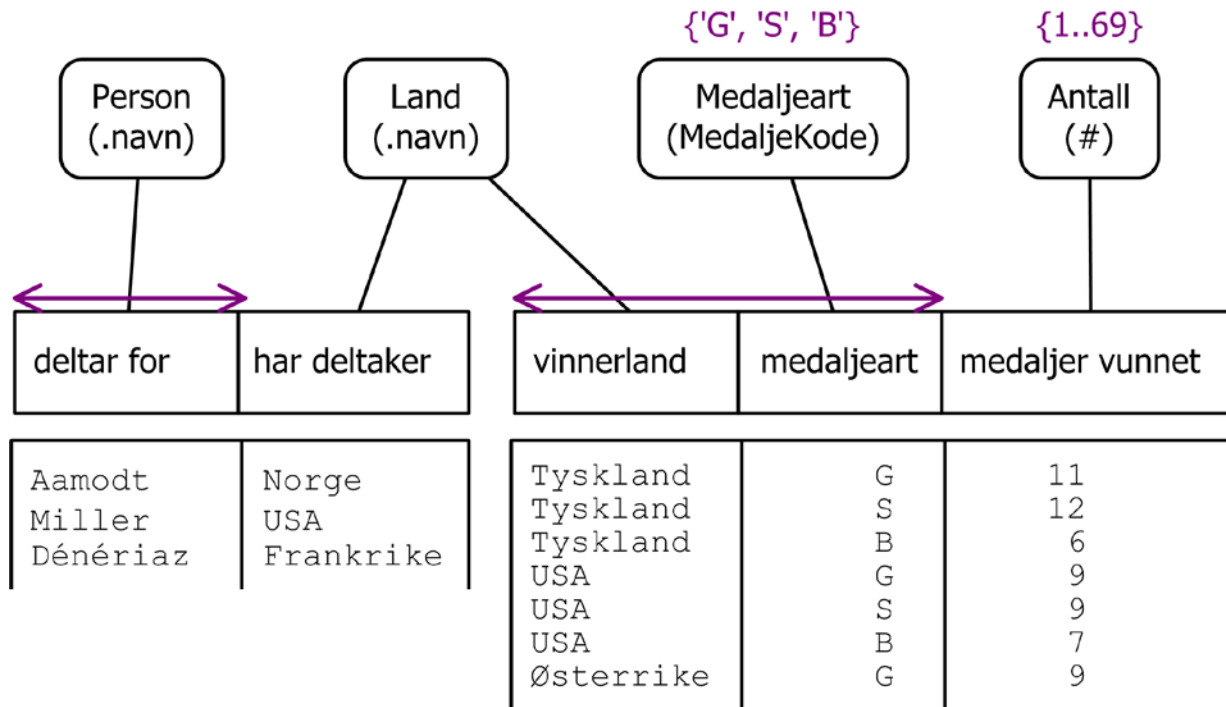 {'G', 'S', 'B'} {1..69}
Person Land Medaljeart Antall
(.navn) (.navn) (MedaljeKode) (#)
deltar for har deltaker vinnerland medaljeart medaljer vunnet
Aamodt Norge Tyskland G 11
Miller USA Tyskland S 12
Dénériaz Frankrike Tyskland B 6
USA G 9
USA S 9
USA B 7
Østerrike G 9